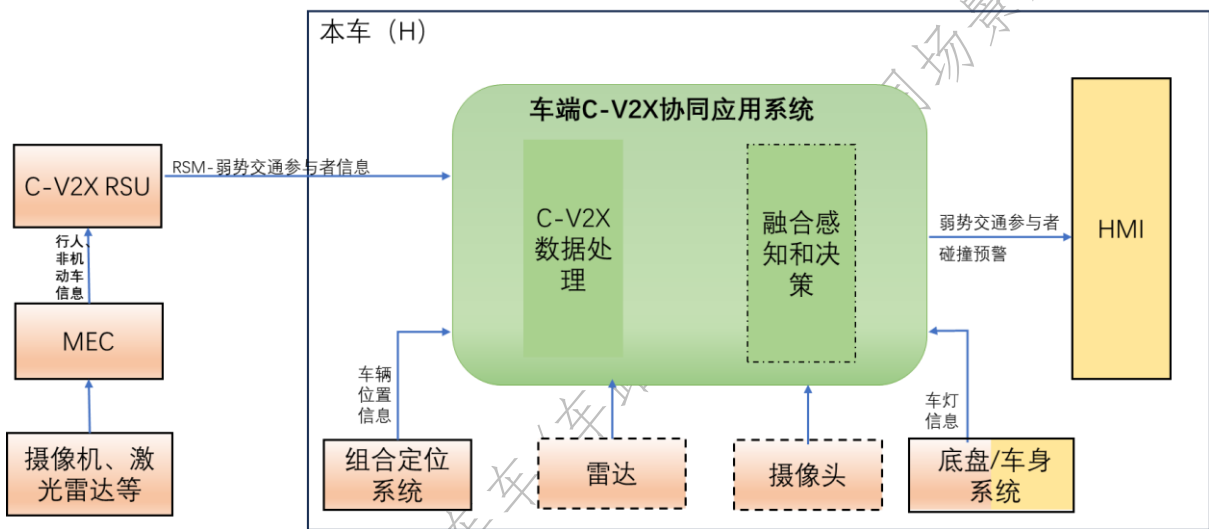 本车（H）
车端C-V2X协同应用系统
C-V2X
数据处
理
融合感
知和决
策
HMI
C-V2X RSU
RSM-弱势交通参与者信息
弱势交通参与者
碰撞预警
行人、
非机
动车
信息
MEC
车辆
位置
信息
车灯
信息
摄像机、激
光雷达等
组合定位
系统
雷达
摄像头
底盘/车身
系统